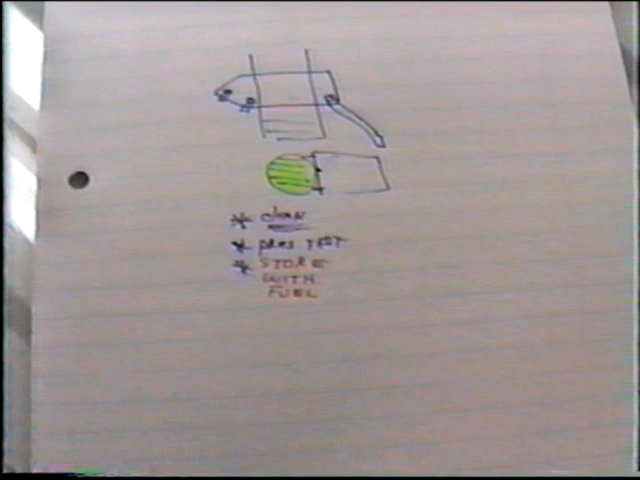 * clean
* pres TEST
* STORE
WITH
FUEL